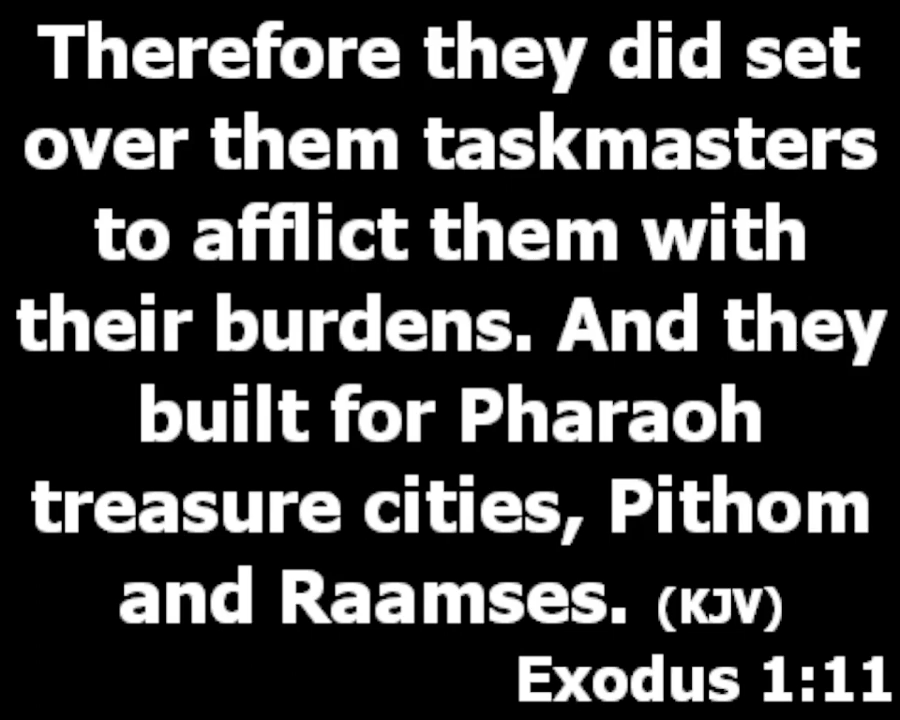 Therefore they did set
over them taskmasters
to afflict them with
their burdens. And they
built for Pharaoh
treasure cities, Pithom
and Raamses. (KJV)
Exodus 1:11